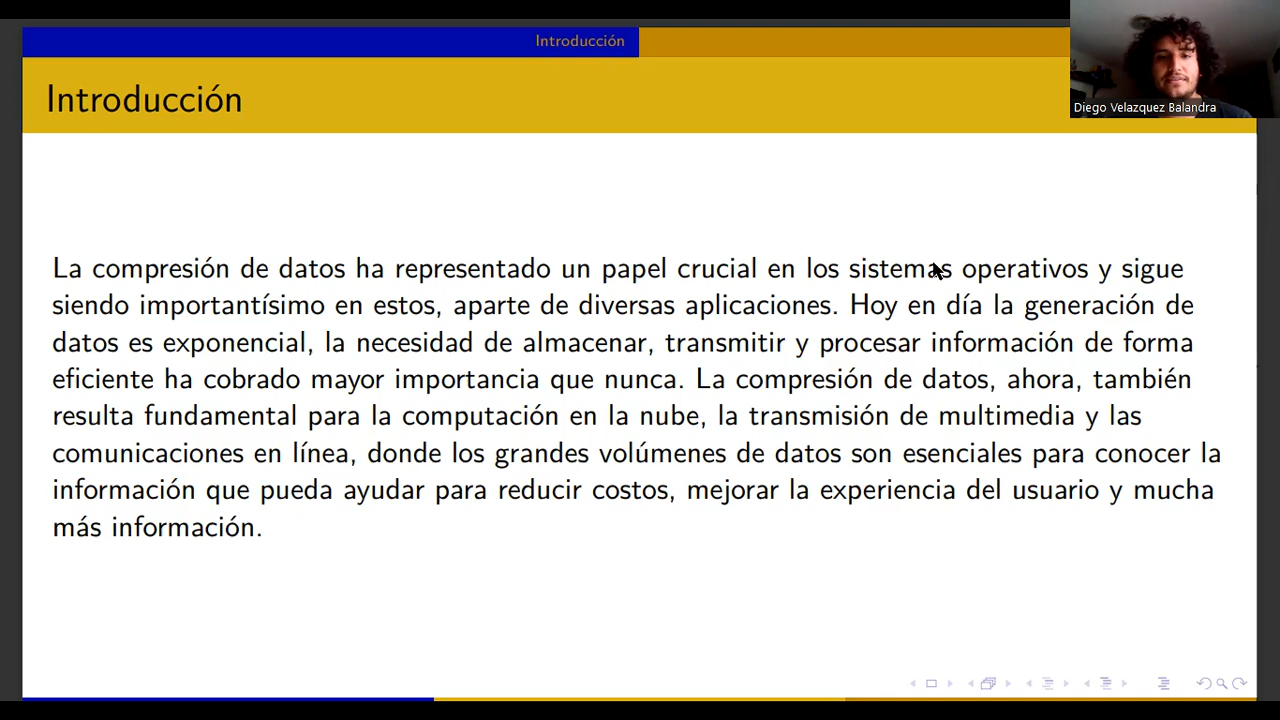 Introducción
Introducción
Diego Velazquez Balandra
La compresión de datos ha representado un papel crucial en los sistemas operativos y sigue
siendo importantísimo en estos, aparte de diversas aplicaciones. Hoy en día la generación de
datos es exponencial, la necesidad de almacenar, transmitir y procesar información de forma
eficiente ha cobrado mayor importancia que nunca. La compresión de datos, ahora, también
resulta fundamental para la computación en la nube, la transmisión de multimedia y las
comunicaciones en línea, donde los grandes volúmenes de datos son esenciales para conocer la
información que pueda ayudar para reducir costos, mejorar la experiencia del usuario y mucha
más información.